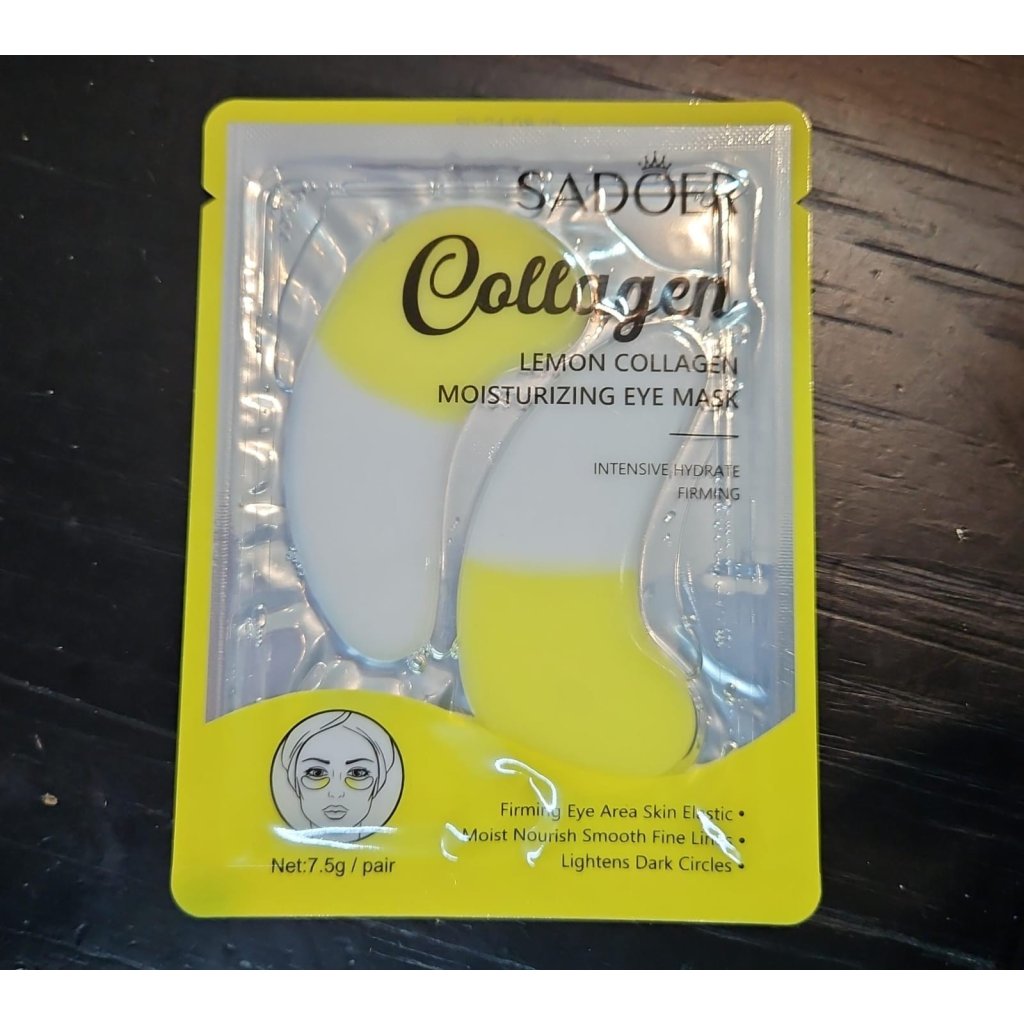 SADOER
Collagen
LEMON COLLAGEN
MOISTURIZING EYE MASK
INTENSIVE HYDRATE
FIRMING
Firming Eye Area Skin Elastic •
Moist Nourish Smooth Fine Lines •
Lightens Dark Circles •
Net:7.5g / pair